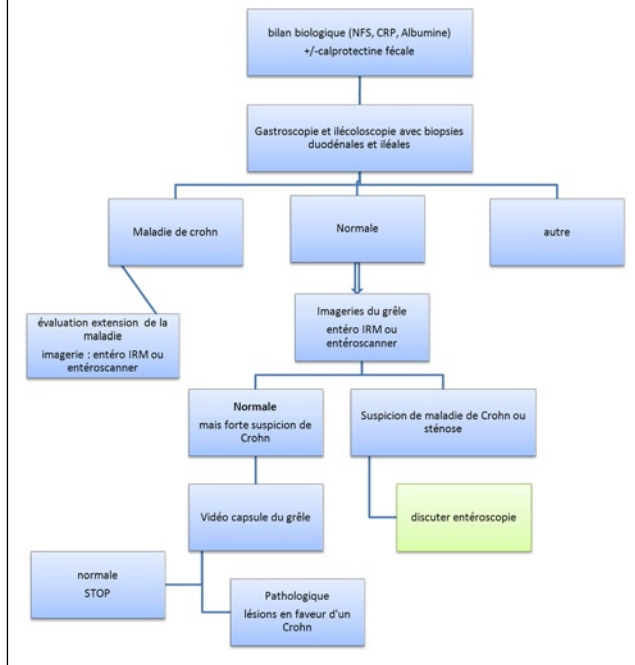 bilan biologique (NFS, CRP, Albumine)
+/-calprotectine fécale
Gastroscopie et ilécoloscopie avec biopsies
duodénales et iléales
Maladie de crohn
Normale
autre
évaluation extension de la
maladie
imagerie : entéro IRM ou
entéroscanner
Imageries du grêle
entéro IRM ou
entéroscanner
Normale
mais forte suspicion de
Crohn
Suspicion de maladie de Crohn ou
sténose
Vidéo capsule du grêle
discuter entéroscopie
normale
STOP
Pathologique
lésions en faveur d'un
Crohn